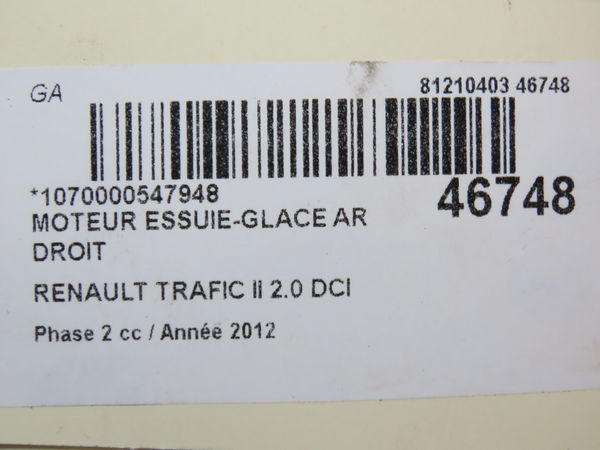 GA
81210403 46748
*1070000547948
46748
MOTEUR ESSUIE-GLACE AR
DROIT
RENAULT TRAFIC II 2.0 DCI
Phase 2 cc / Année 2012